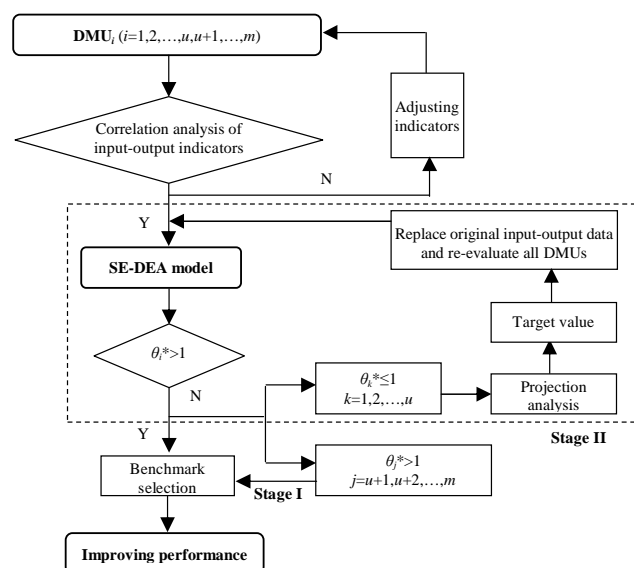 DMUi (i=1,2,…,u,u+1,…,m)
Correlation analysis of
input-output indicators
Adjusting
indicators
N
Y
Replace original input-output data
and re-evaluate all DMUs
SE-DEA model
Target value
θi*>1
N
θk*≤1
k=1,2,…,u
Projection
analysis
Y
Stage II
Benchmark
selection
Stage I
θj*>1
j=u+1,u+2,…,m
Improving performance